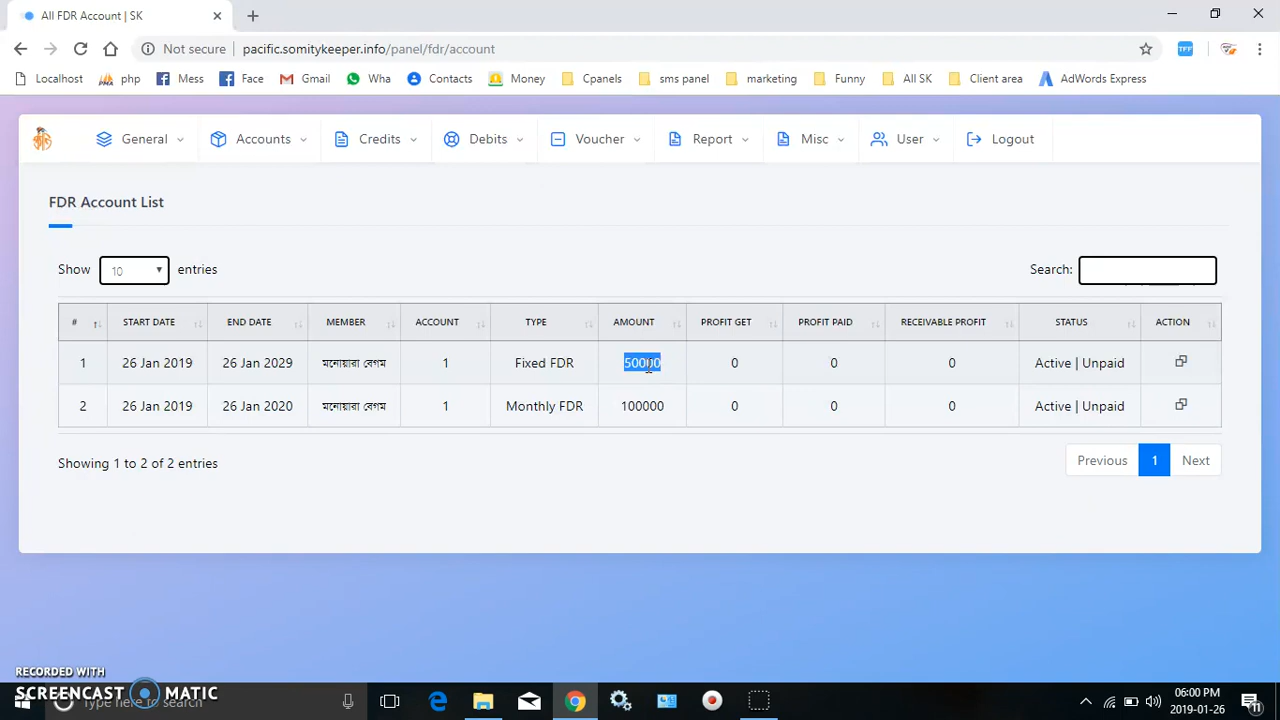 All FDR Account | SK
Not secure pacific.somitykeeper.info/panel/fdr/account
Localhost php Mess Face Gmail Wha Contacts Money Cpanels sms panel marketing Funny All SK Client area AdWords Express
General Accounts Credits Debits Voucher Report Misc User Logout
FDR Account List
Show 10 entries Search:
# START DATE END DATE MEMBER ACCOUNT TYPE AMOUNT PROFIT GET PROFIT PAID RECEIVABLE PROFIT STATUS ACTION
1 26 Jan 2019 26 Jan 2029 মনোয়ারা বেগম 1 Fixed FDR 50000 0 0 0 Active | Unpaid
2 26 Jan 2019 26 Jan 2020 মনোয়ারা বেগম 1 Monthly FDR 100000 0 0 0 Active | Unpaid
Showing 1 to 2 of 2 entries Previous 1 Next
RECORDED WITH
SCREENCAST MATIC
Type here to search
06:00 PM
2019-01-26
11